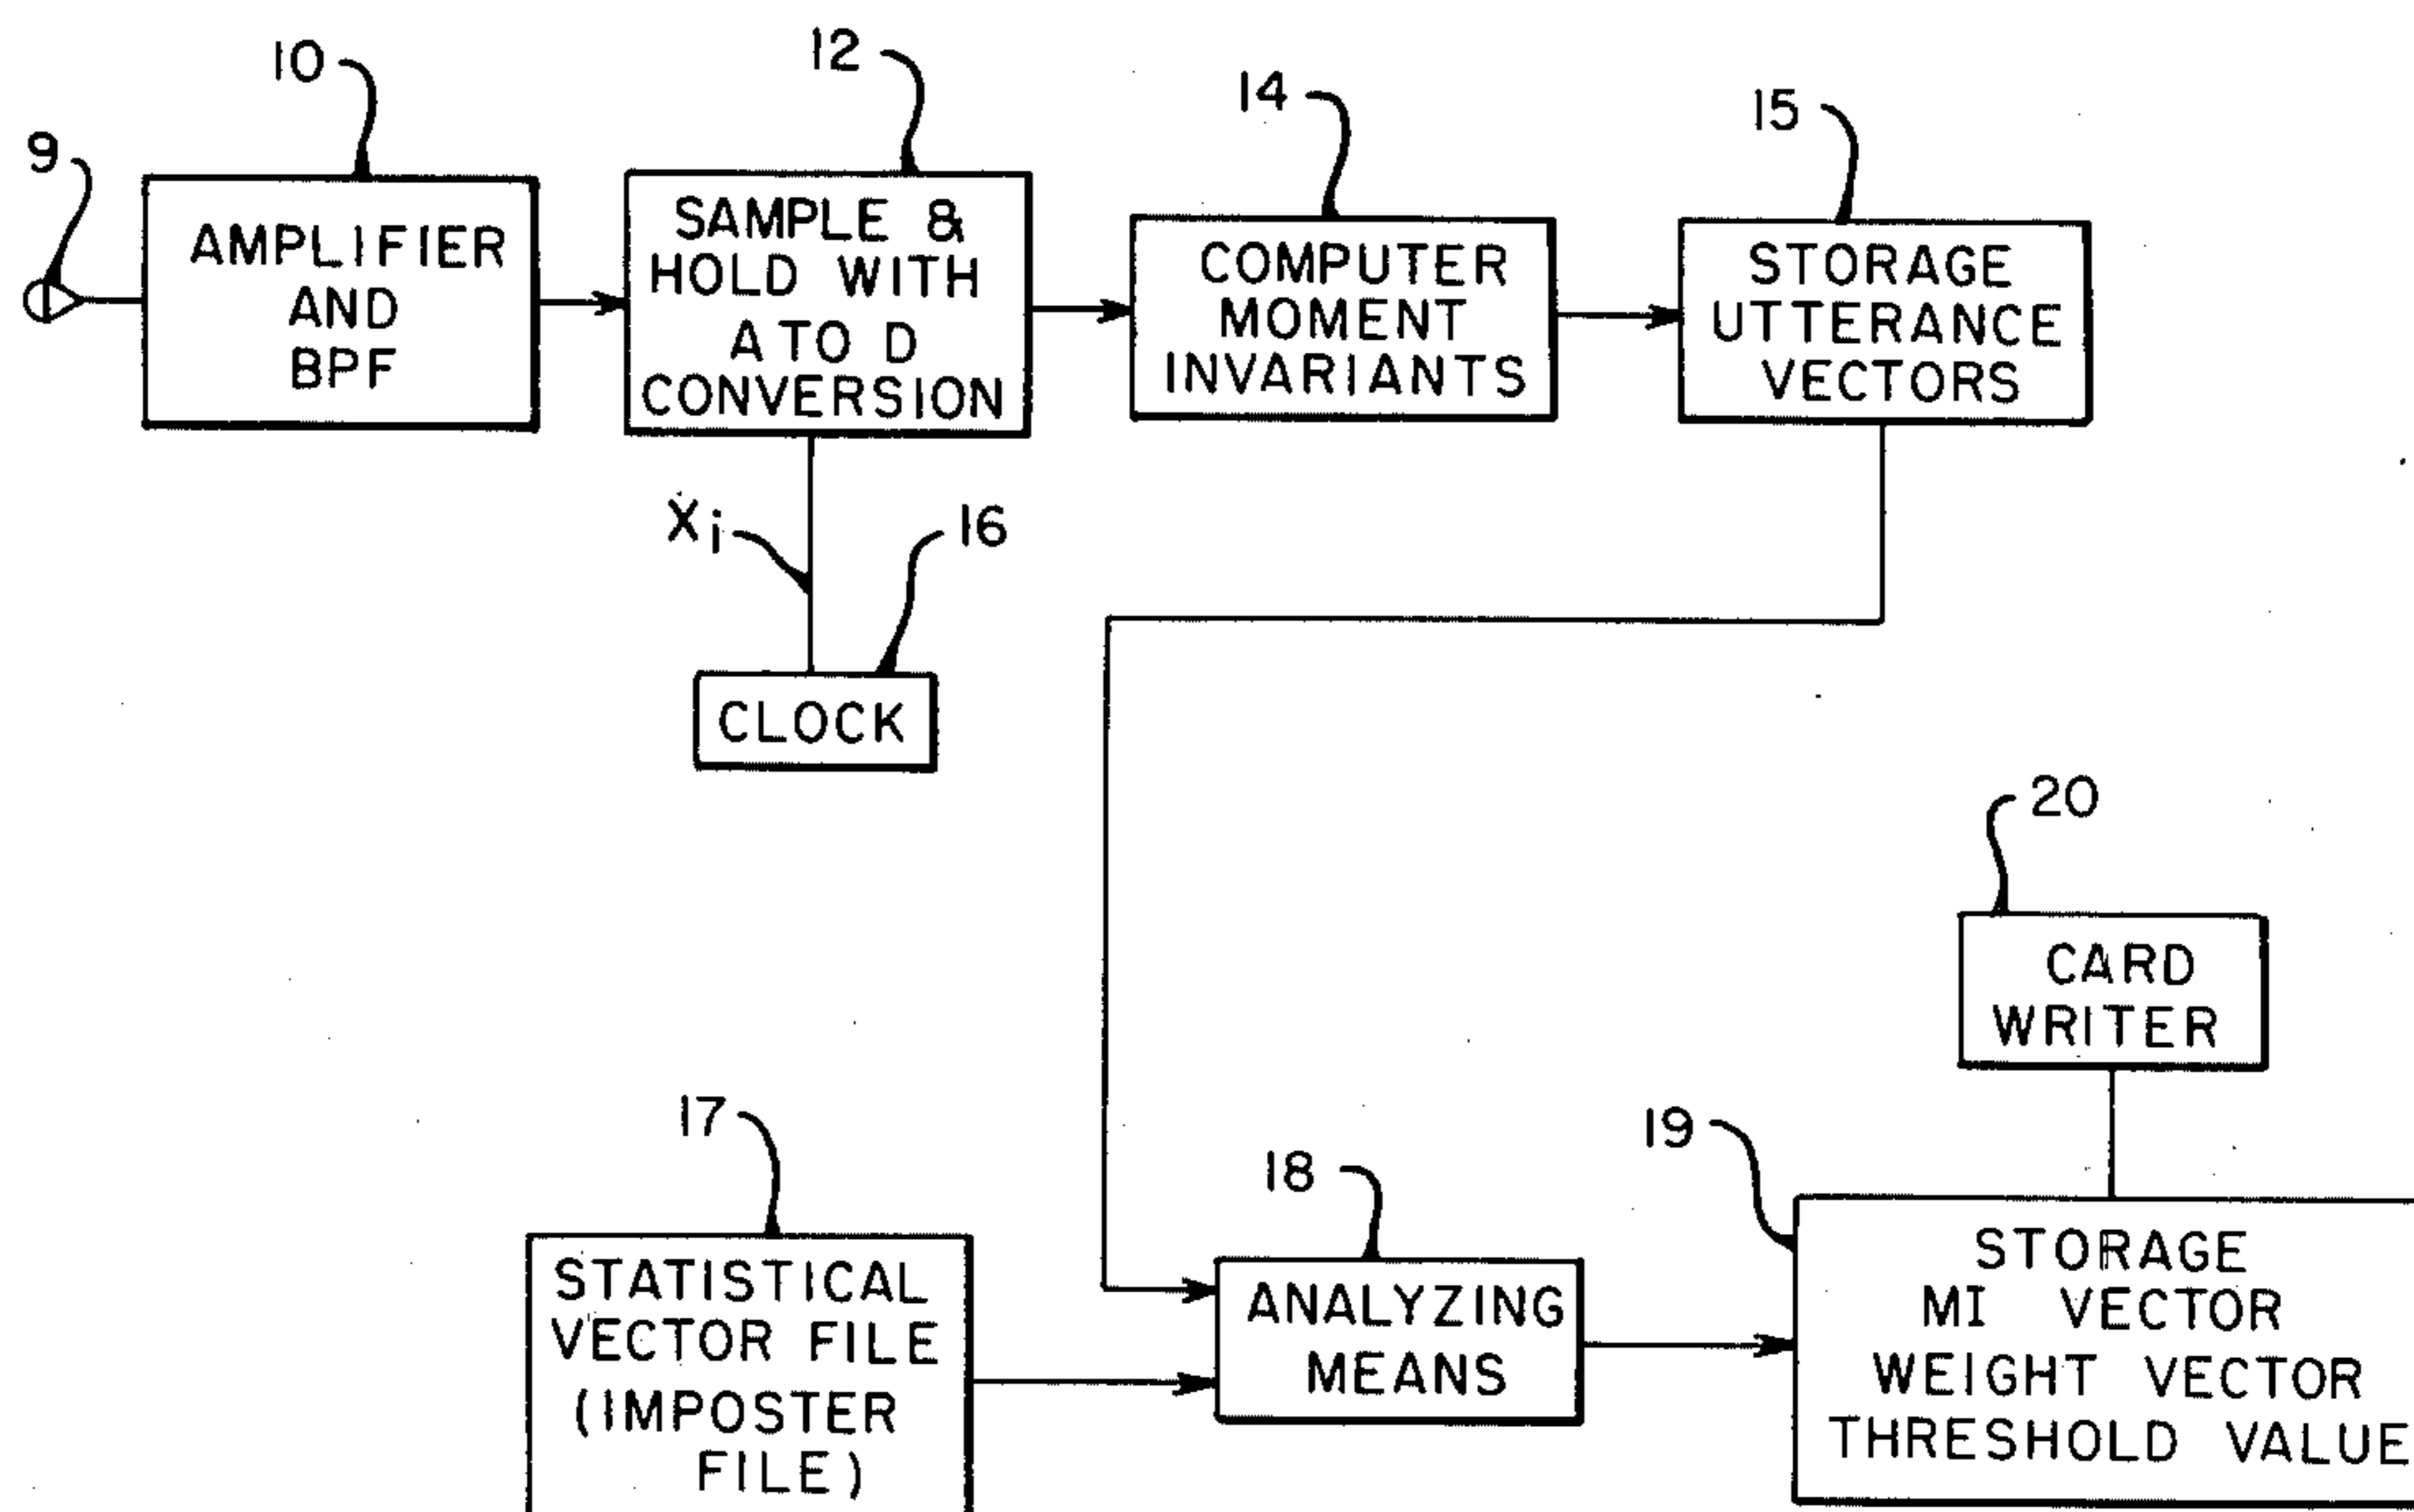 9
10
AMPLIFIER
AND
BPF
12
SAMPLE &
HOLD WITH
A TO D
CONVERSION
14
COMPUTER
MOMENT
INVARIANTS
15
STORAGE
UTTERANCE
VECTORS
Xi
16
CLOCK
20
CARD
WRITER
17
STATISTICAL
VECTOR FILE
(IMPOSTER
FILE)
18
ANALYZING
MEANS
19
STORAGE
MI VECTOR
WEIGHT VECTOR
THRESHOLD VALUE